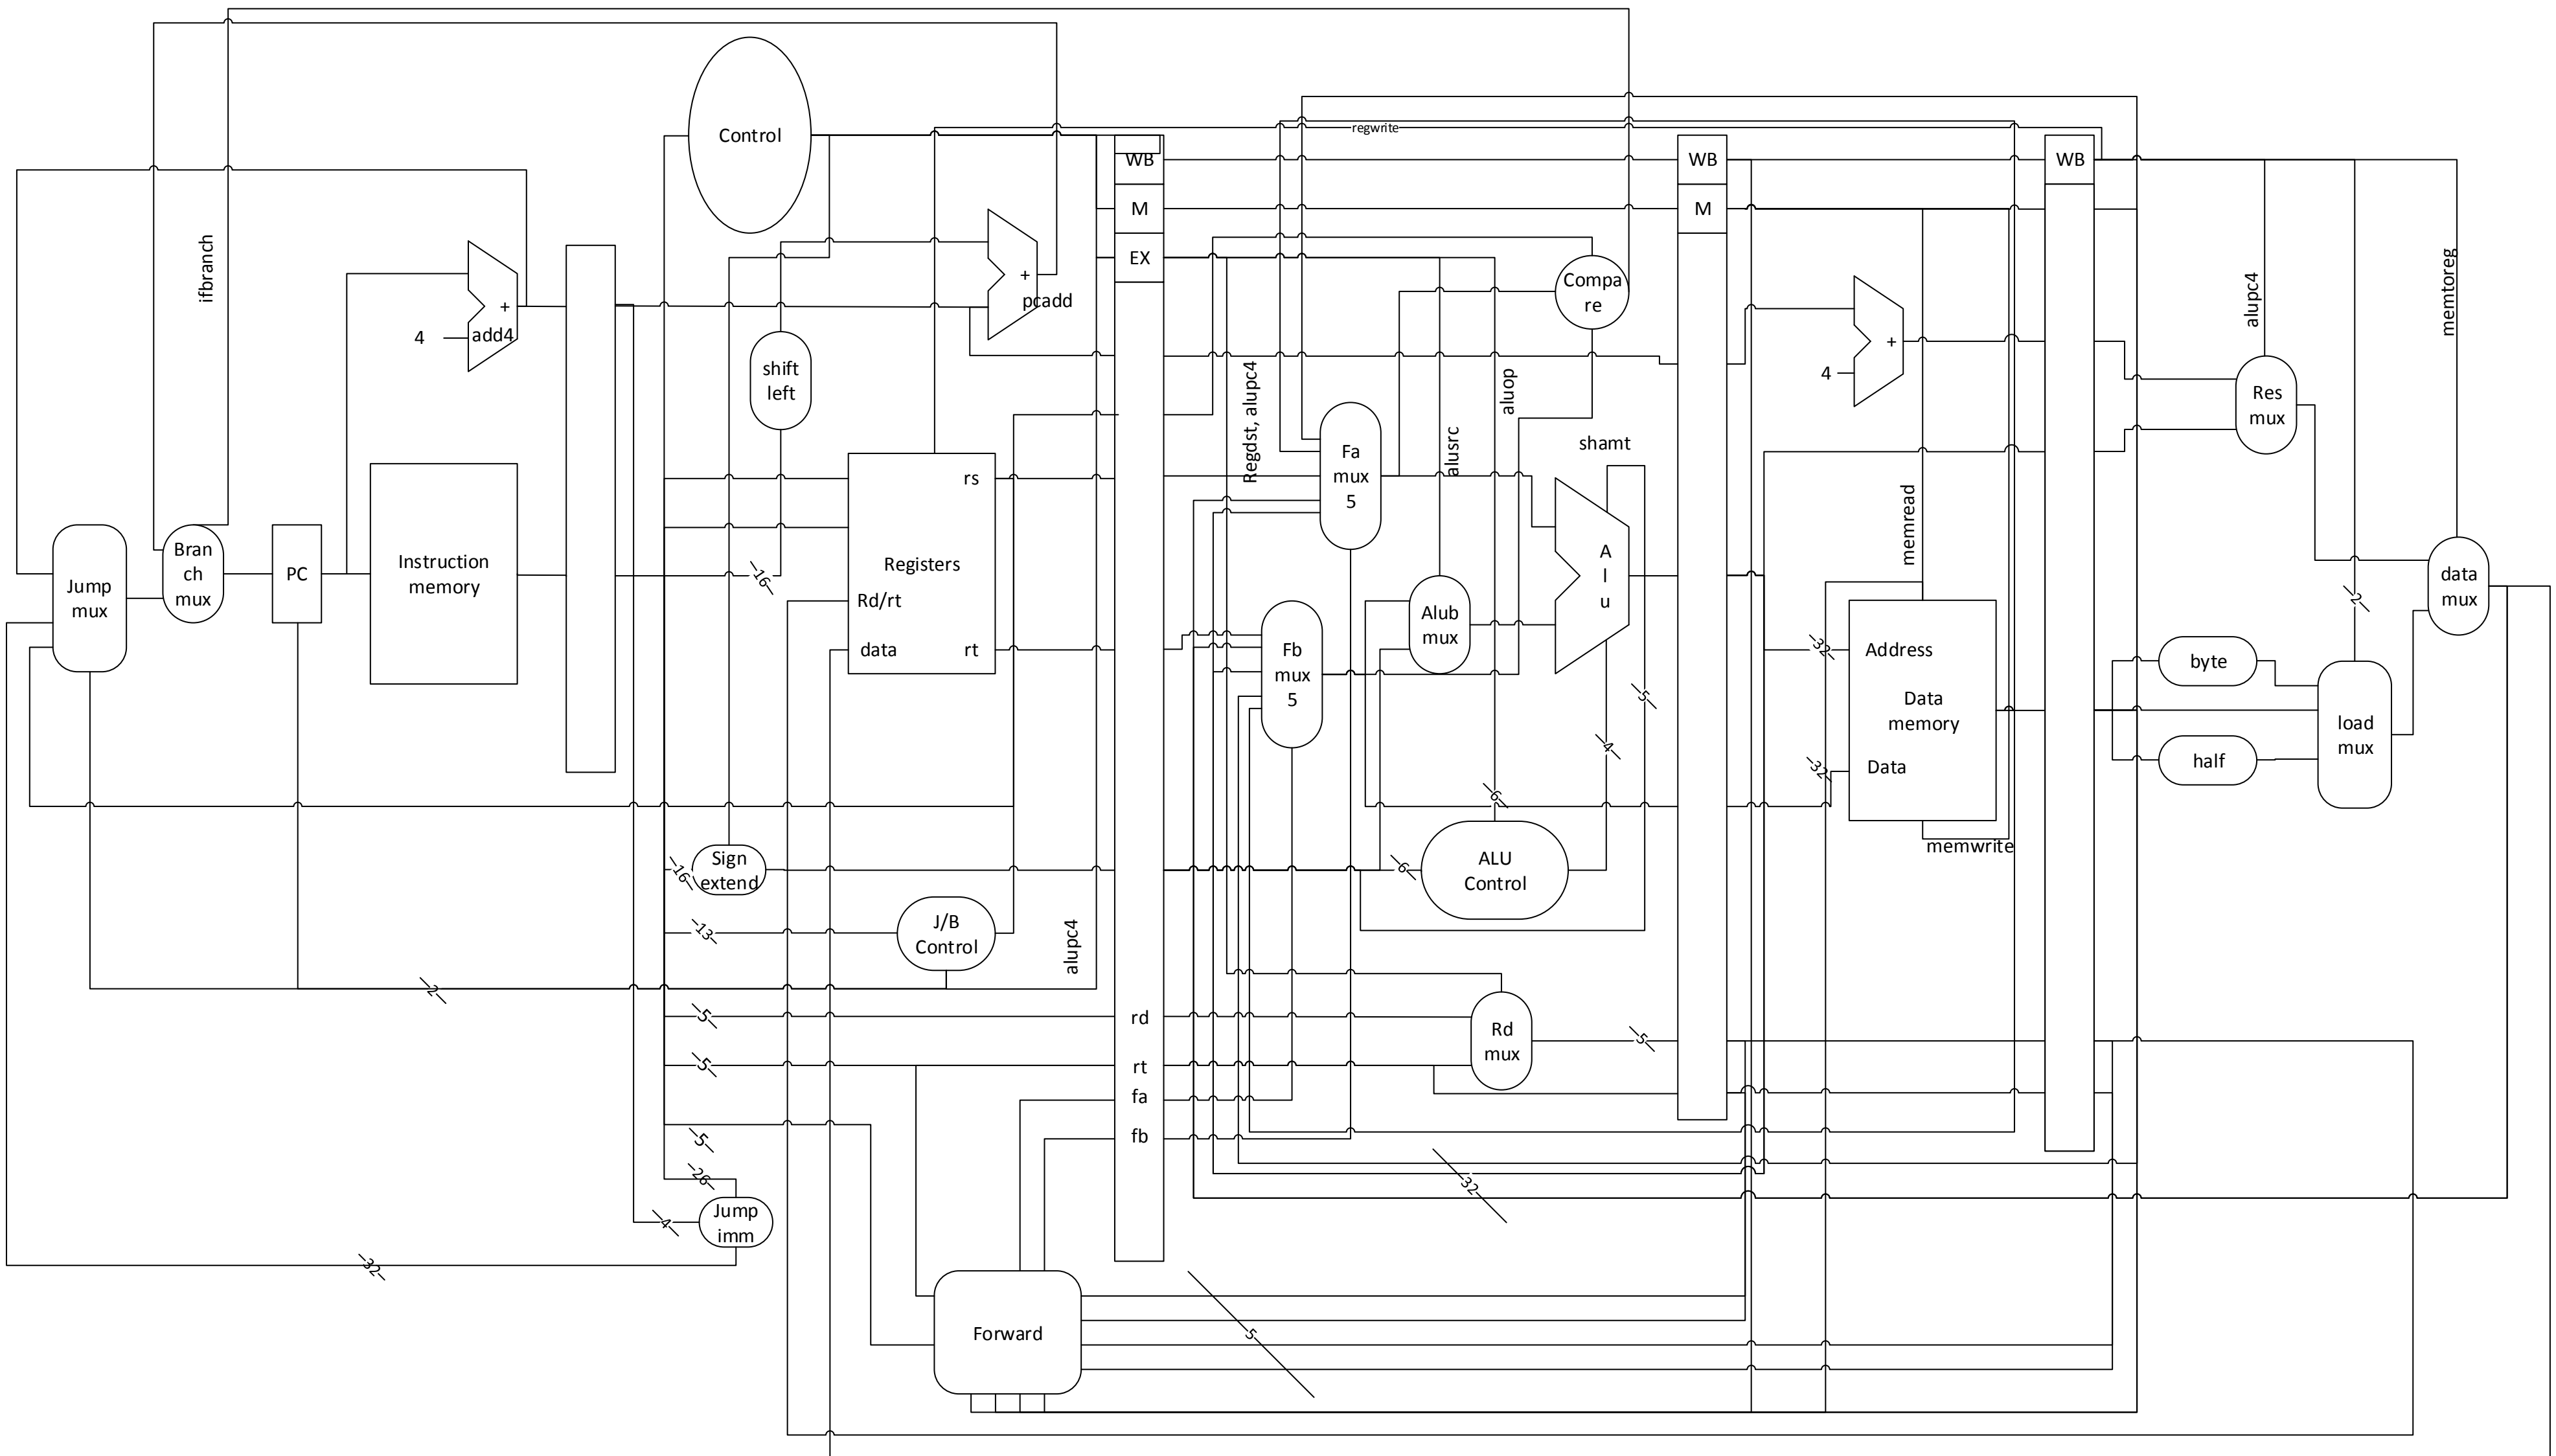 Control
regwrite
WB
WB
WB
M
M
EX
ifbranch
+
add4
4
+
pcadd
Compa
re
+
4
alupc4
memtoreg
shift
left
Regdst, alupc4
aluop
alusrc
shamt
Fa
mux
5
Res
mux
rs
Registers
Rd/rt
data
rt
Instruction
memory
PC
Bran
ch
mux
Jump
mux
16
A
l
u
Alub
mux
Fb
mux
5
memread
32
Address
Data
memory
32
Data
memwrite
data
mux
2
byte
half
load
mux
5
4
6
6
ALU
Control
16
Sign
extend
13
J/B
Control
alupc4
2
5
rd
Rd
mux
5
5
rt
fa
fb
5
26
4
Jump
imm
32
32
Forward
5